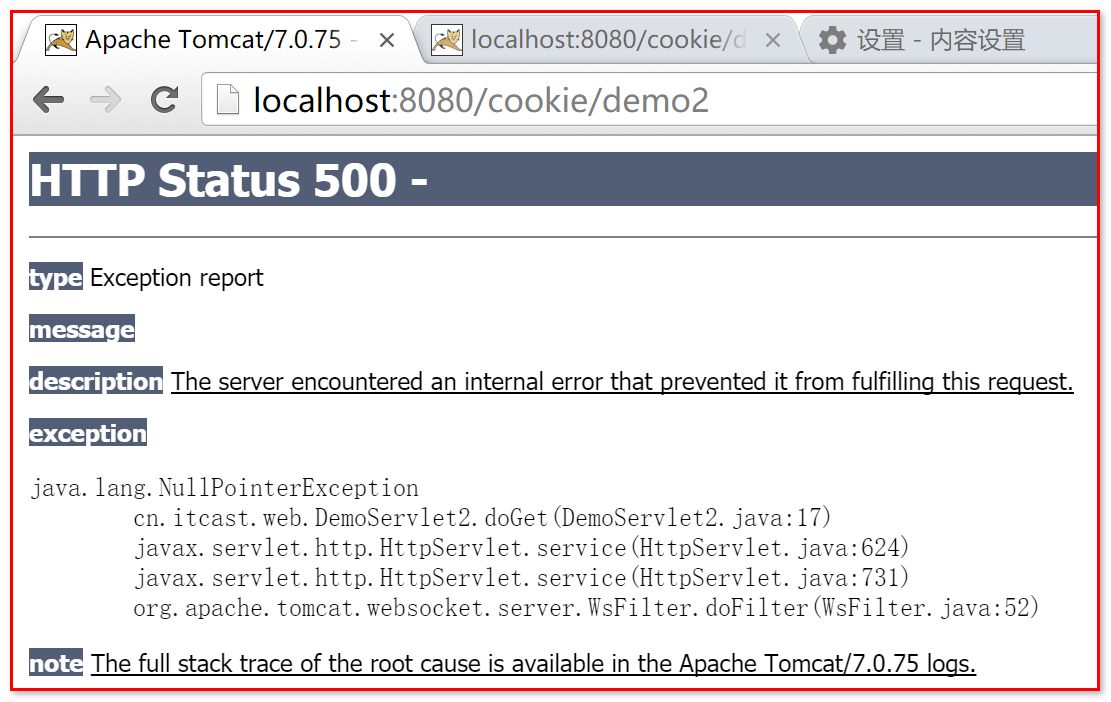 Apache Tomcat/7.0.75 -
localhost:8080/cookie/d
设置 - 内容设置
localhost:8080/cookie/demo2
HTTP Status 500 -
type Exception report
message
description The server encountered an internal error that prevented it from fulfilling this request.
exception
java.lang.NullPointerException
cn.itcast.web.DemoServlet2.doGet(DemoServlet2.java:17)
javax.servlet.http.HttpServlet.service(HttpServlet.java:624)
javax.servlet.http.HttpServlet.service(HttpServlet.java:731)
org.apache.tomcat.websocket.server.WsFilter.doFilter(WsFilter.java:52)
note The full stack trace of the root cause is available in the Apache Tomcat/7.0.75 logs.